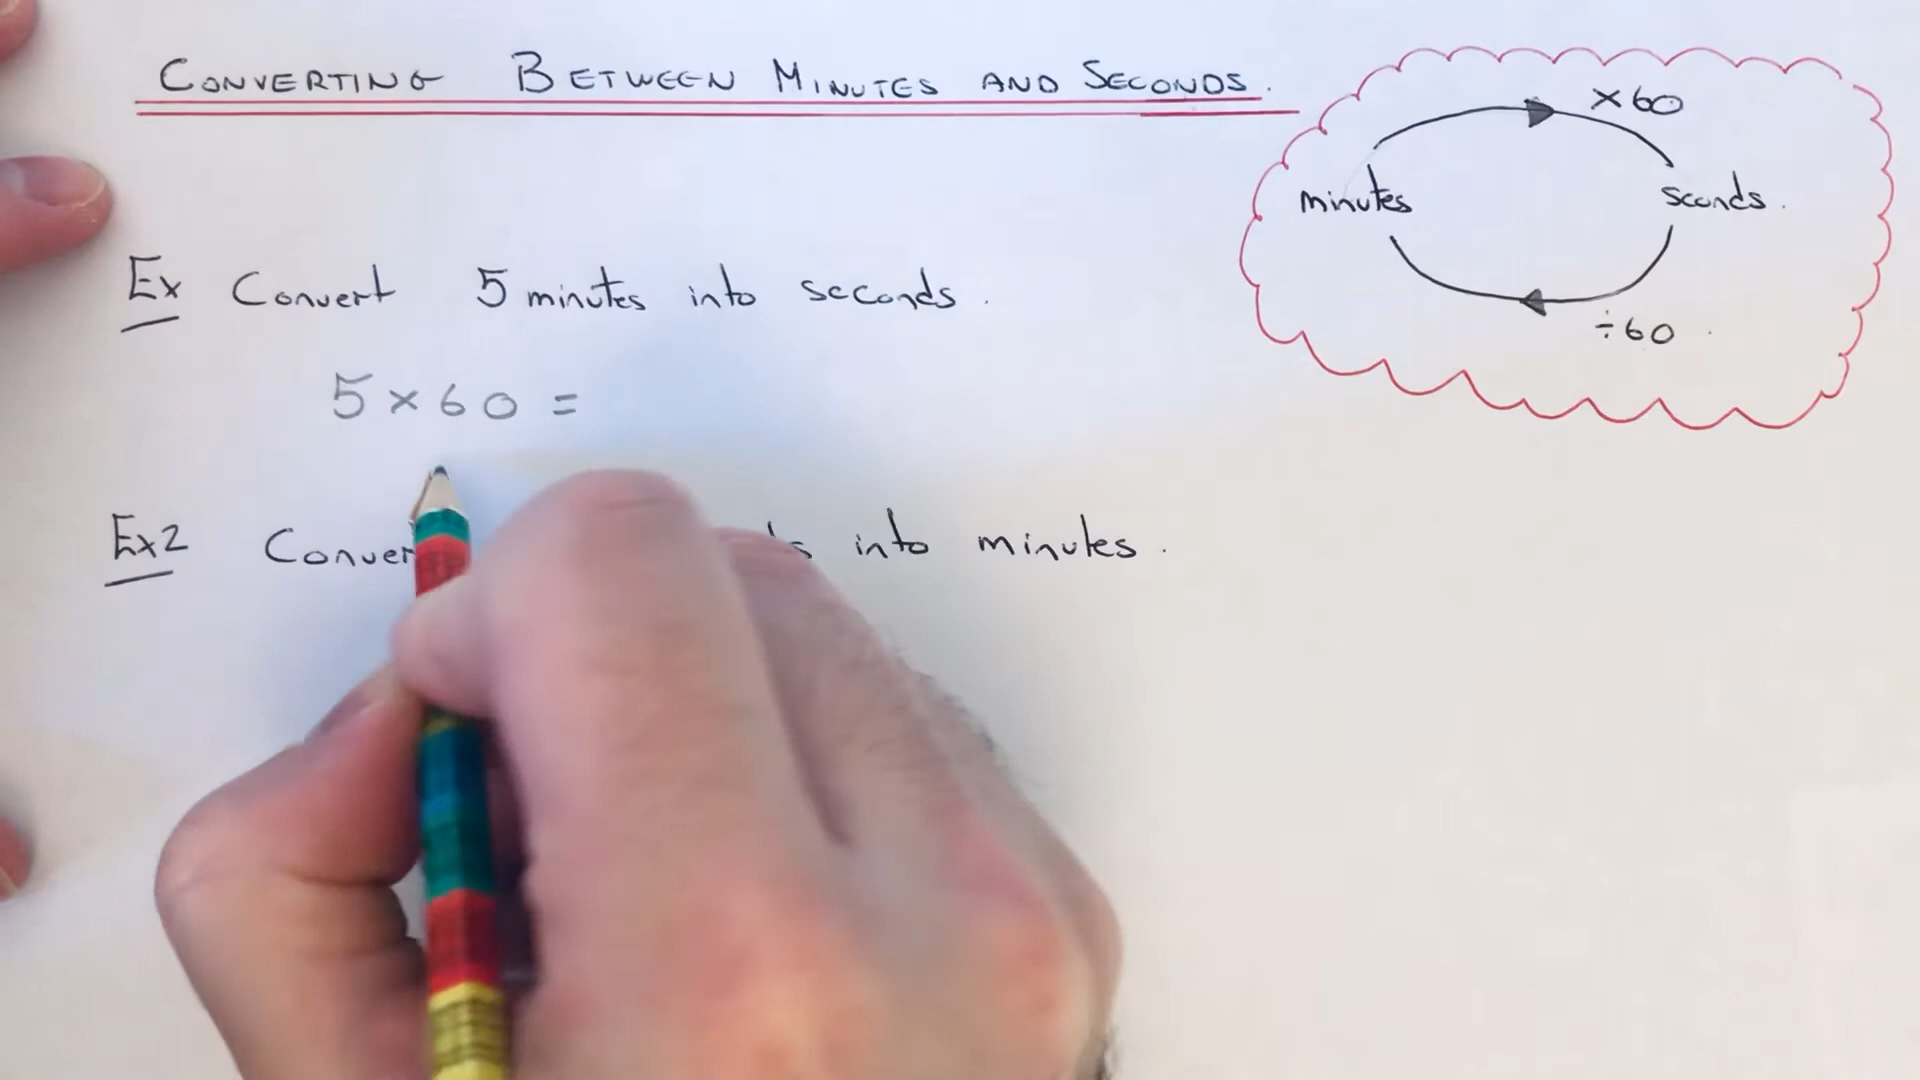 CONVERTING BETWEEN MINUTES AND SECONDS.
×60
minutes seconds.
÷60
Ex Convert 5 minutes into seconds.
5 × 60 =
Ex2 into minutes.